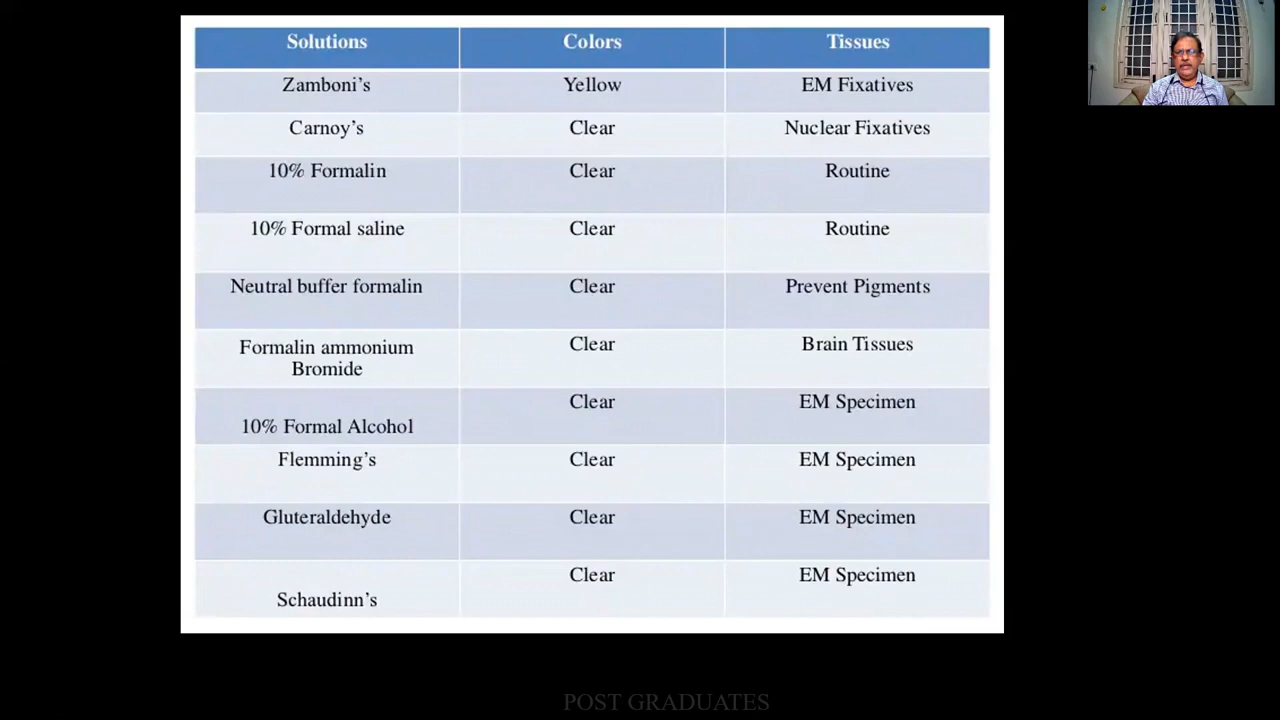 Solutions Colors Tissues
Zamboni's Yellow EM Fixatives
Carnoy's Clear Nuclear Fixatives
10% Formalin Clear Routine
10% Formal saline Clear Routine
Neutral buffer formalin Clear Prevent Pigments
Formalin ammonium Clear Brain Tissues
Bromide
Clear EM Specimen
10% Formal Alcohol
Flemming's Clear EM Specimen
Gluteraldehyde Clear EM Specimen
Clear EM Specimen
Schaudinn's
POST GRADUATES